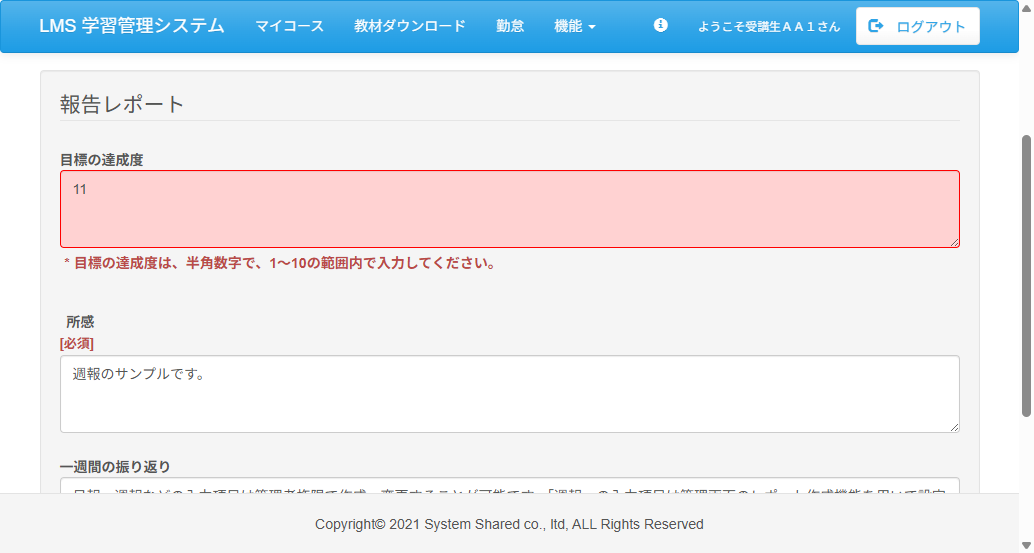 LMS 学習管理システム マイコース 教材ダウンロード 勤怠 機能 ようこそ受講生ＡＡ１さん ログアウト
報告レポート
目標の達成度
11
* 目標の達成度は、半角数字で、1～10の範囲内で入力してください。
所感
[必須]
週報のサンプルです。
一週間の振り返り
Copyright© 2021 System Shared co., ltd, ALL Rights Reserved